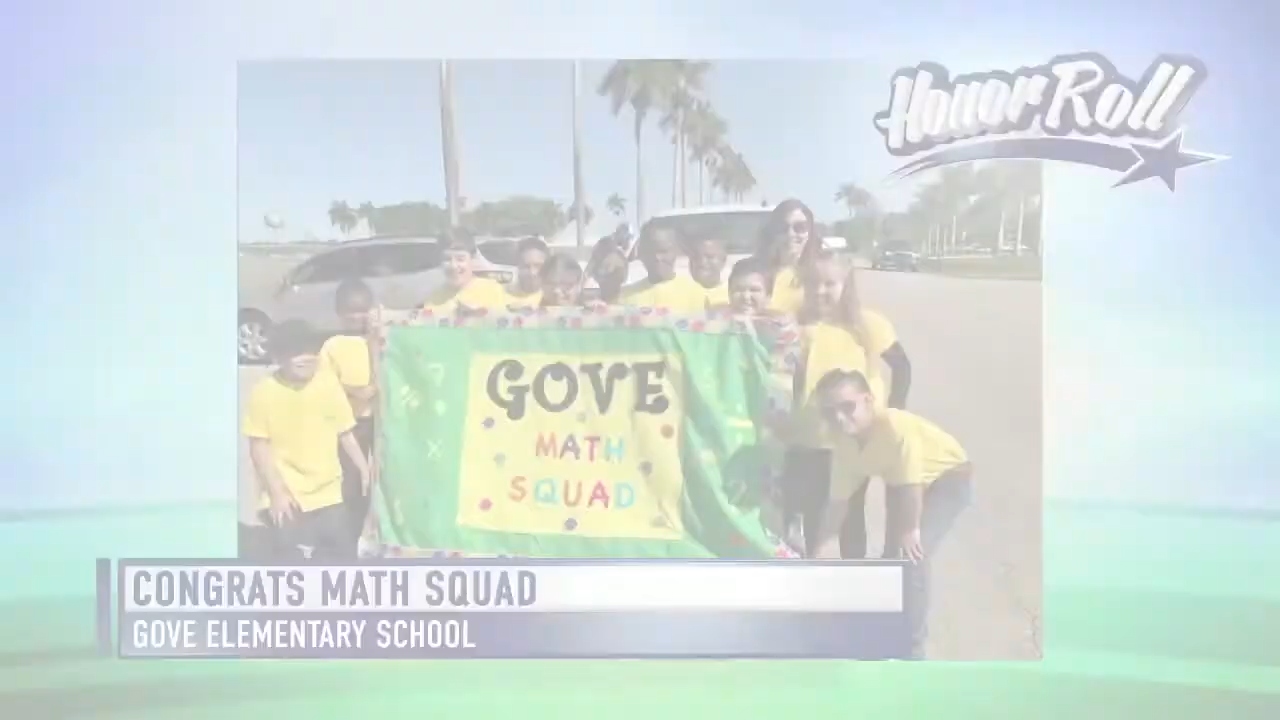 Honor Roll
GOVE
MATH
SQUAD
CONGRATS MATH SQUAD
GOVE ELEMENTARY SCHOOL